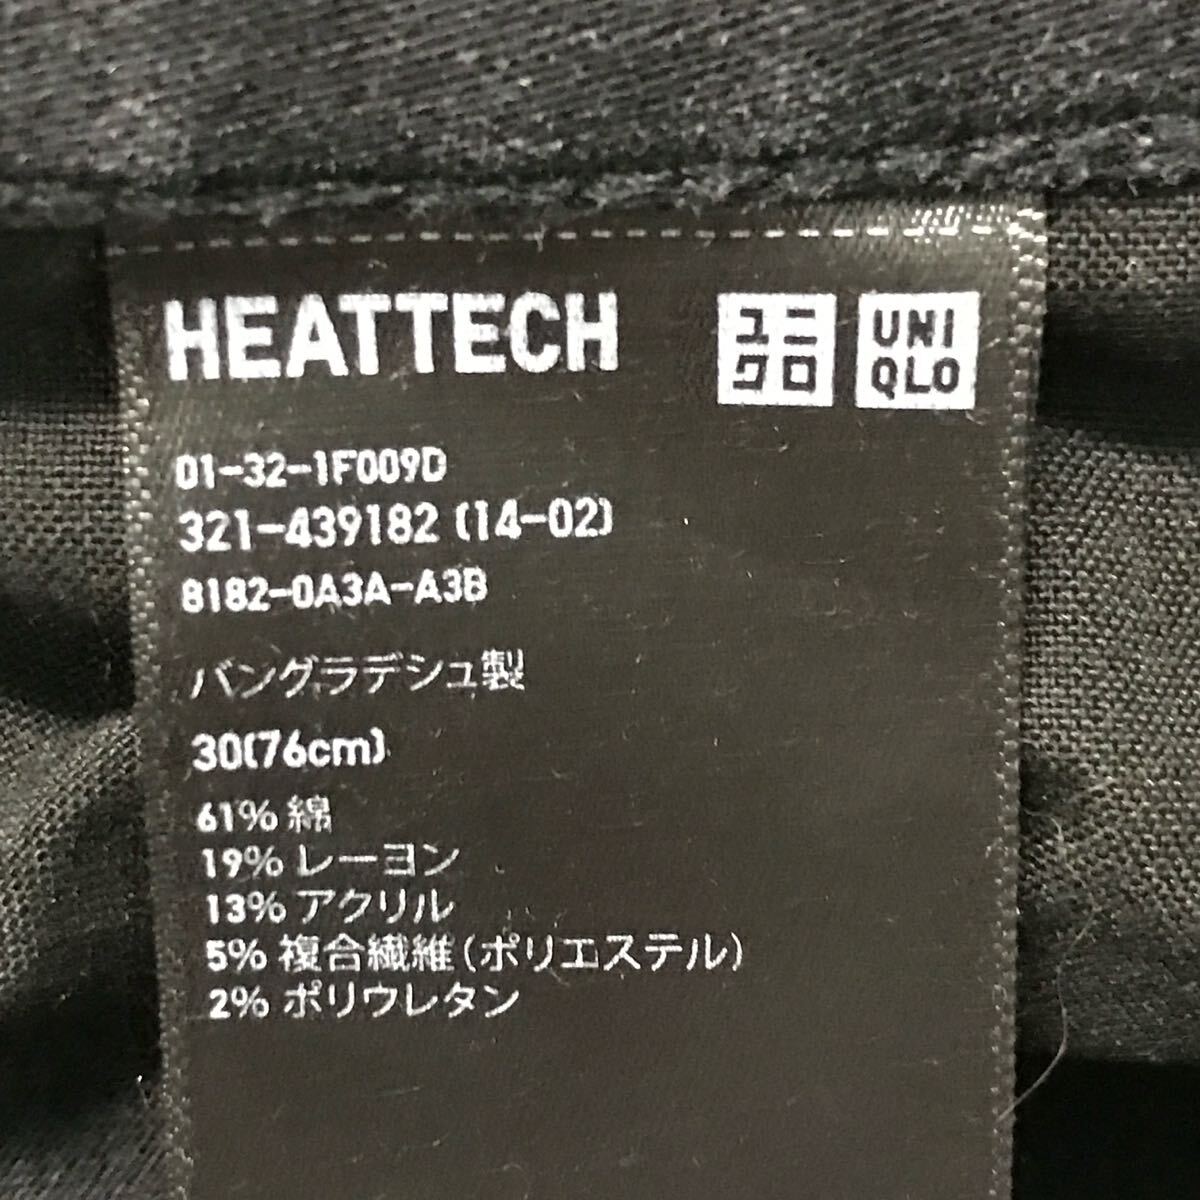 HEATTECH
ユニ
クロ
UNI
QLO
01-32-1F009D
321-439182 (14-02)
8182-0A3A-A3B
バングラデシュ製
30(76cm)
61% 綿
19% レーヨン
13% アクリル
5% 複合繊維(ポリエステル)
2% ポリウレタン